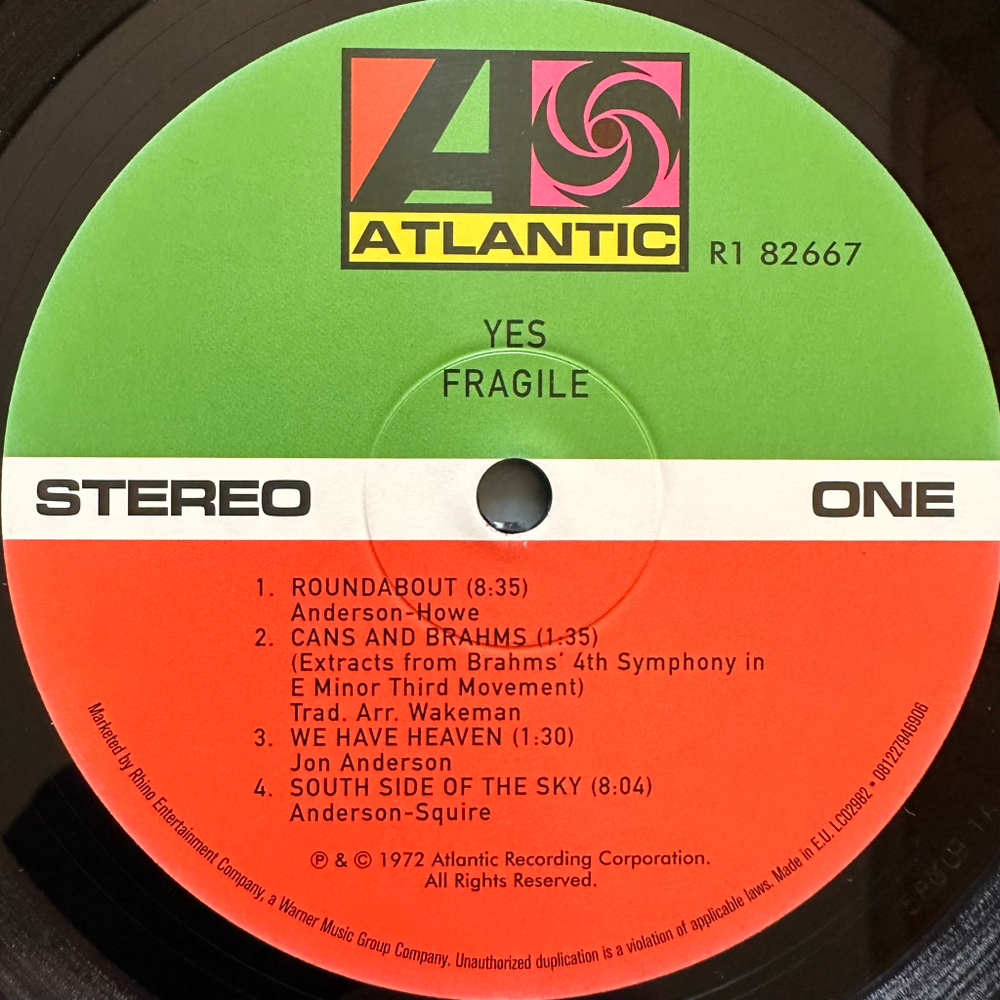 A
ATLANTIC
R1 82667
YES
FRAGILE
STEREO
ONE
1. ROUNDABOUT (8:35)
Anderson-Howe
2. CANS AND BRAHMS (1:35)
(Extracts from Brahms' 4th Symphony in
E Minor Third Movement)
Trad. Arr. Wakeman
3. WE HAVE HEAVEN (1:30)
Jon Anderson
4. SOUTH SIDE OF THE SKY (8:04)
Anderson-Squire
℗ & © 1972 Atlantic Recording Corporation.
All Rights Reserved.
Marketed by Rhino Entertainment Company, a Warner Music Group Company. Unauthorized duplication is a violation of applicable laws. Made in E.U. LC02982 • 081227946906